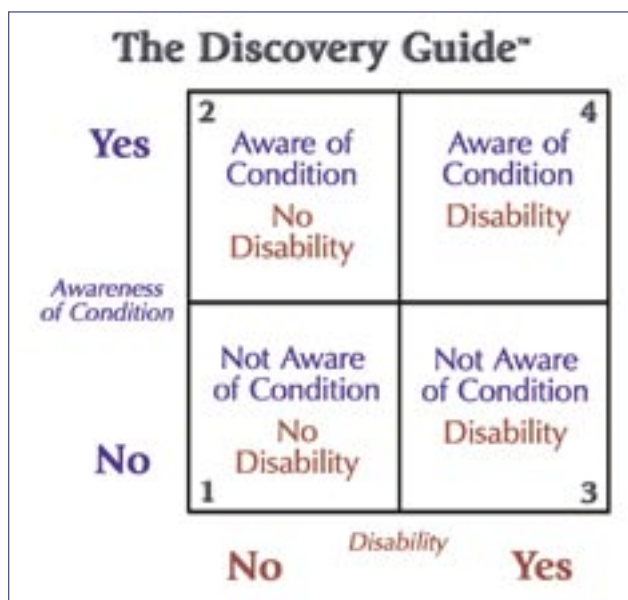 The Discovery Guide™
Yes
2
Aware of
Condition
No
Disability
4
Aware of
Condition
Disability
Awareness
of Condition
Not Aware
of Condition
No
Disability
1
Not Aware
of Condition
Disability
3
No
Disability
No
Yes